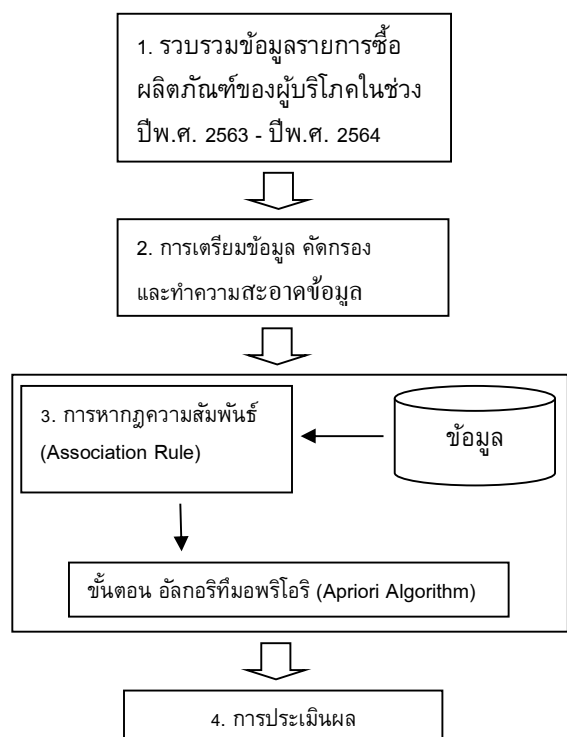 1. รวบรวมข้อมูลรายการซื้อ
ผลิตภัณฑ์ของผู้บริโภคในช่วง
ปีพ.ศ. 2563 - ปีพ.ศ. 2564
2. การเตรียมข้อมูล คัดกรอง
และทำความสะอาดข้อมูล
3. การหากฎความสัมพันธ์
(Association Rule)
ข้อมูล
ขั้นตอน อัลกอริทึมอพริโอริ (Apriori Algorithm)
4. การประเมินผล